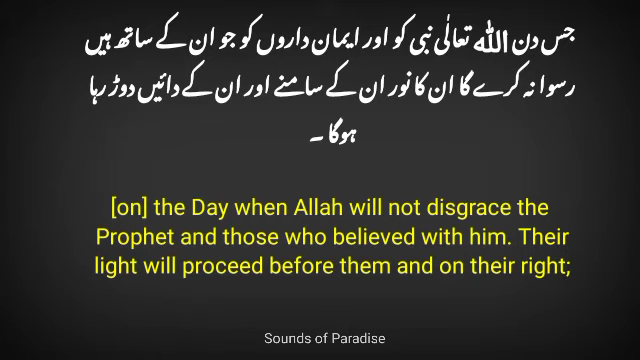 جس دن اللہ تعالٰی نبی کو اور ایمان داروں کو جو ان کے ساتھ ہیں
رسوا نہ کرے گا ان کا نور ان کے سامنے اور ان کے دائیں دوڑ رہا
ہوگا ۔
[on] the Day when Allah will not disgrace the
Prophet and those who believed with him. Their
light will proceed before them and on their right;
Sounds of Paradise